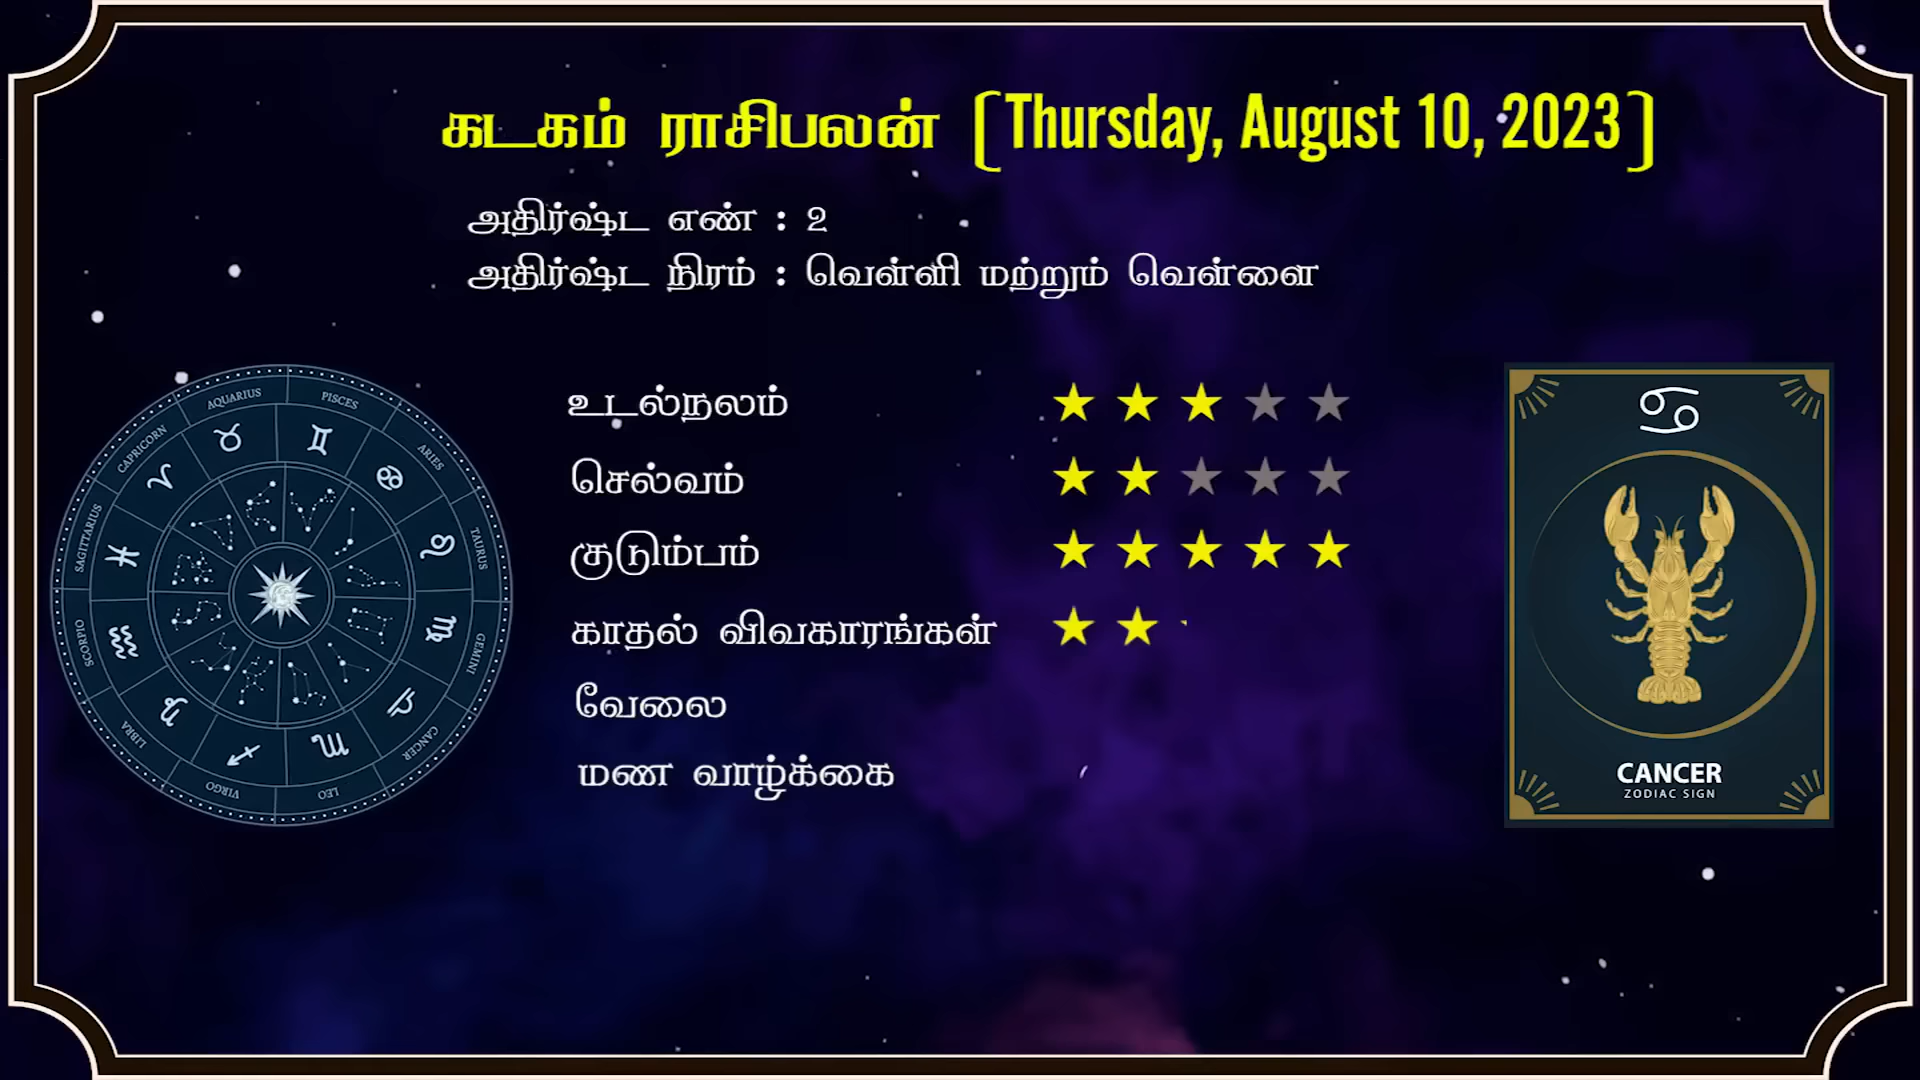 கடகம் ராசிபலன் (Thursday, August 10, 2023)
அதிர்ஷ்ட எண் : 2
அதிர்ஷ்ட நிரம் : வெள்ளி மற்றும் வெள்ளை
உடல்நலம்
செல்வம்
குடும்பம்
காதல் விவகாரங்கள்
வேலை
மண வாழ்க்கை
AQUARIUS
PISCES
ARIES
TAURUS
GEMINI
CANCER
LEO
VIRGO
LIBRA
SCORPIO
SAGITTARIUS
CAPRICORN
CANCER
ZODIAC SIGN